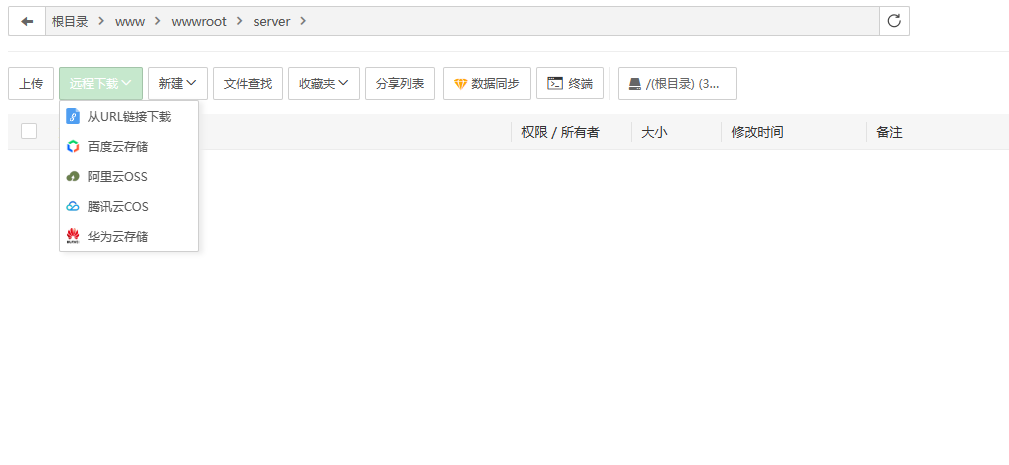 根目录 www wwwroot server
上传 远程下载 新建 文件查找 收藏夹 分享列表 数据同步 终端 /(根目录) (3...
权限 / 所有者 大小 修改时间 备注
从URL链接下载
百度云存储
阿里云OSS
腾讯云COS
华为云存储